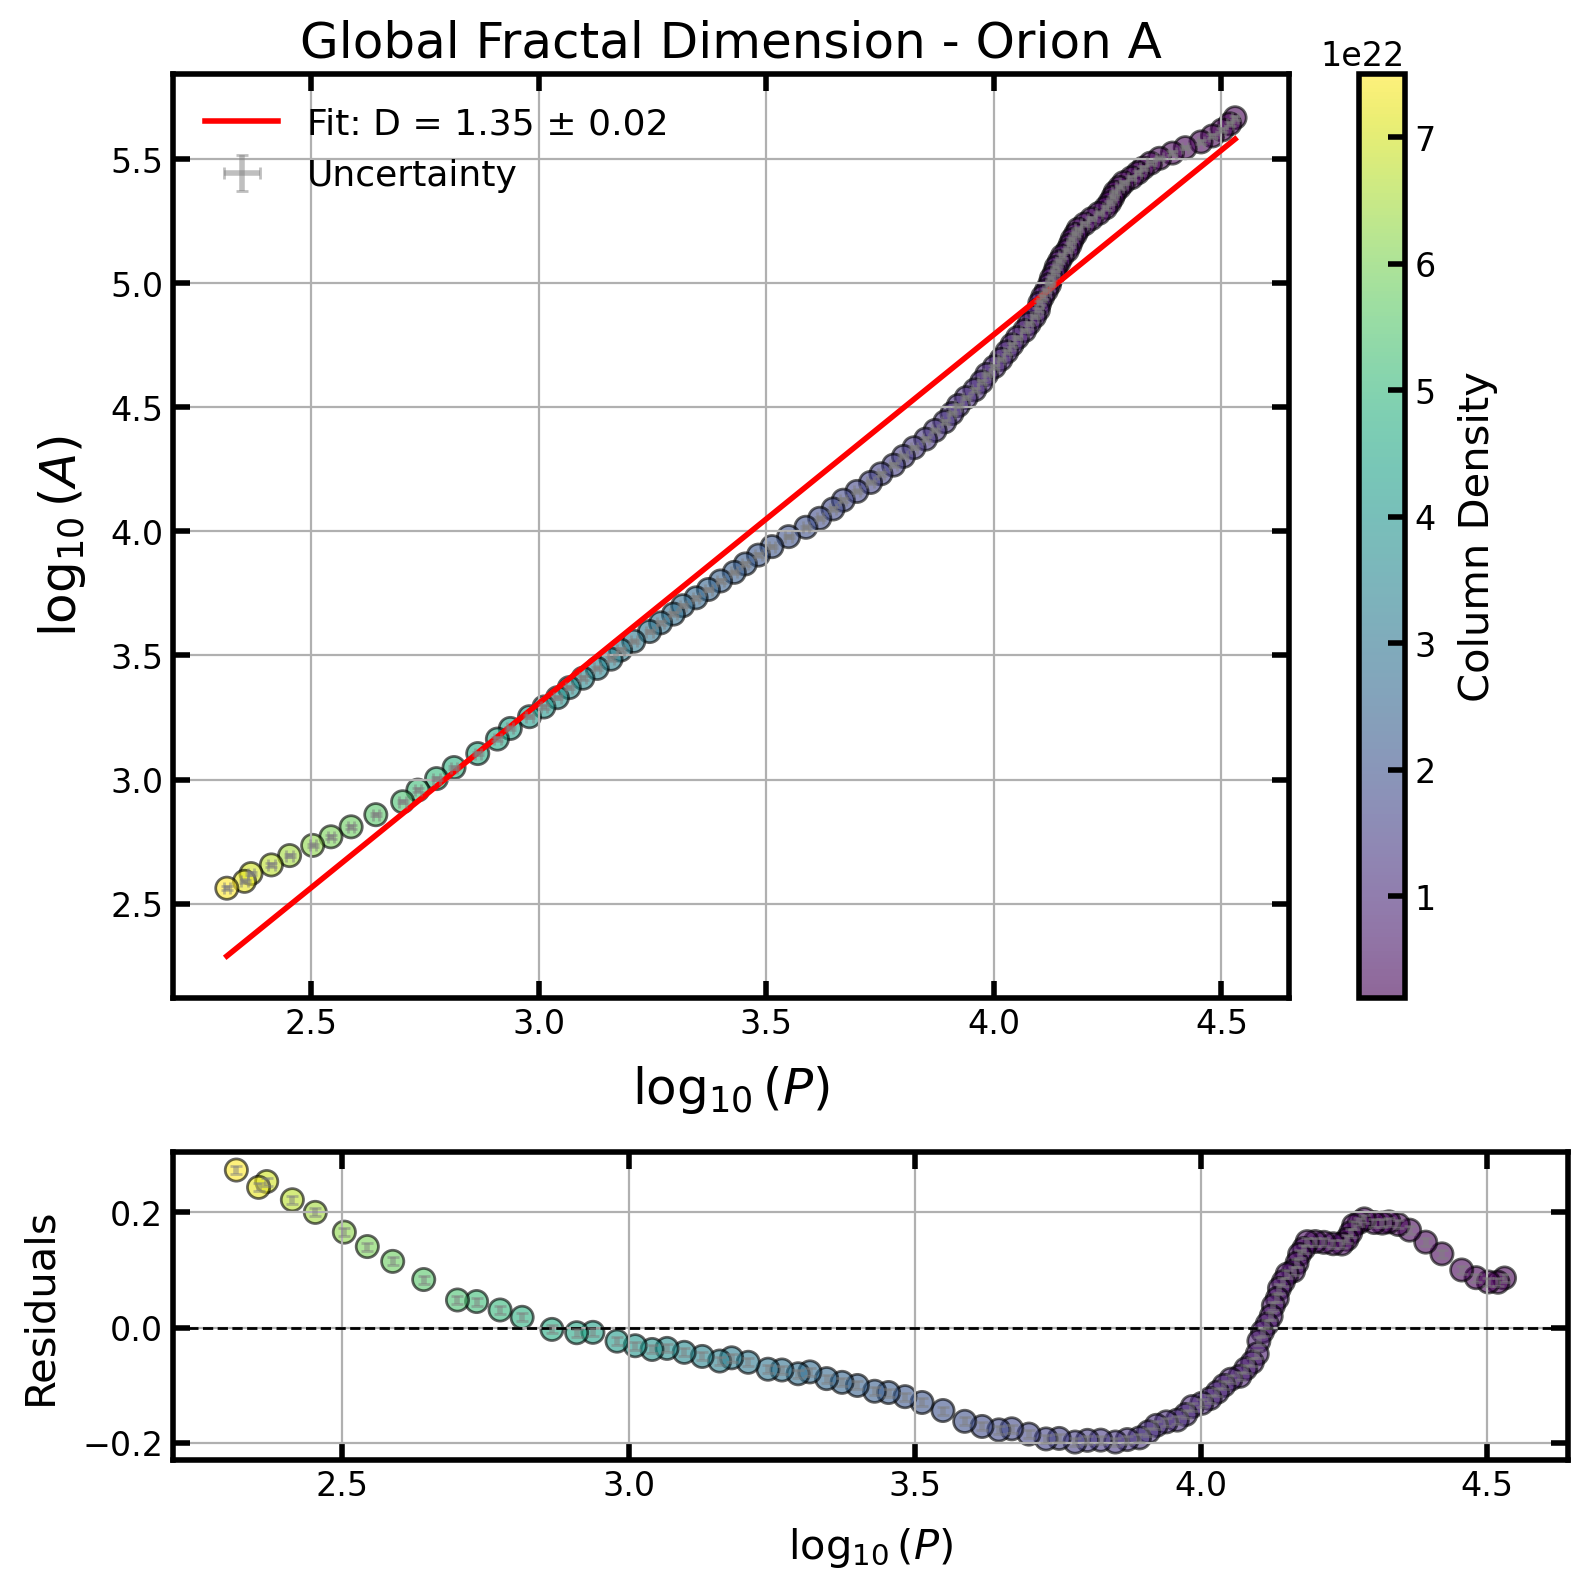 Global Fractal Dimension - Orion A
1e22
Fit: D = 1.35 ± 0.02
Uncertainty
5.5
5.0
4.5
4.0
3.5
3.0
2.5
log₁₀(A)
2.5 3.0 3.5 4.0 4.5
log₁₀(P)
7
6
5
4
3
2
1
Column Density
0.2
0.0
−0.2
Residuals
2.5 3.0 3.5 4.0 4.5
log₁₀(P)